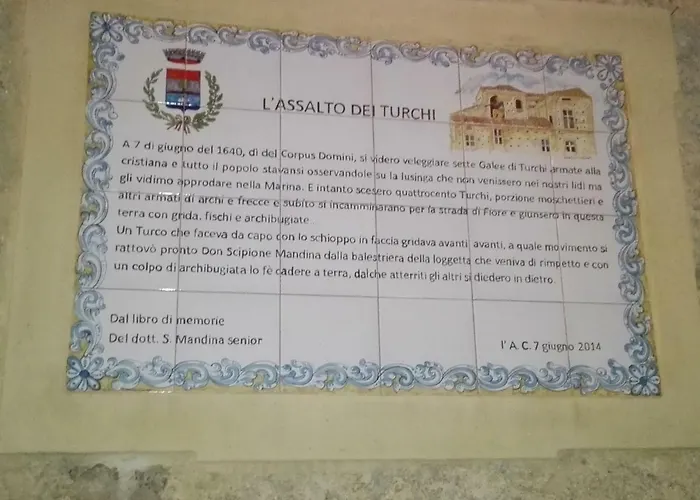 L'ASSALTO DEI TURCHI
A 7 di giugno del 1640, dì del Corpus Domini, si videro veleggiare sette Galee di Turchi armate alla
cristiana e tutto il popolo stavansi osservandole su la lusinga che non venissero nei nostri lidi ma
gli vidimo approdare nella Marina. E intanto scesero quattrocento Turchi, porzione moschettieri e
altri armati di archi e frecce e subito si incamminarano per la strada di Fiore e giunsero in questa
terra con grida, fischi e archibugiate.
Un Turco che faceva da capo con lo schioppo in faccia gridava avanti, avanti, a quale movimento si
rattovò pronto Don Scipione Mandina dalla balestriera della loggetta che veniva di rimpetto e con
un colpo di archibugiata lo fè cadere a terra, dalche atterriti gli altri si diedero in dietro.
Dal libro di memorie
Del dott. S. Mandina senior
l' A. C. 7 giugno 2014